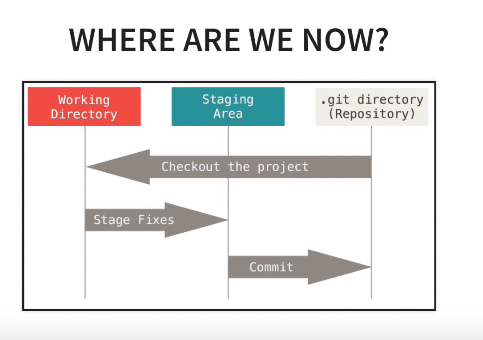 WHERE ARE WE NOW?
Working
Directory
Staging
Area
.git directory
(Repository)
Checkout the project
Stage Fixes
Commit